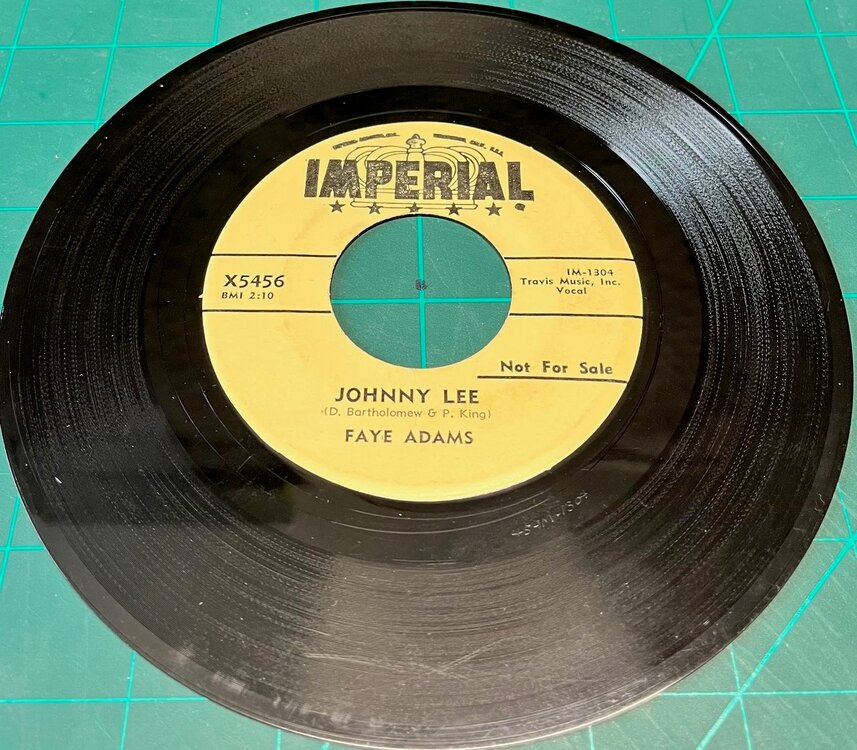 IMPERIAL
X5456
BMI 2:10
IM-1304
Travis Music, Inc.
Vocal
Not For Sale
JOHNNY LEE
(D. Bartholomew & P. King)
FAYE ADAMS